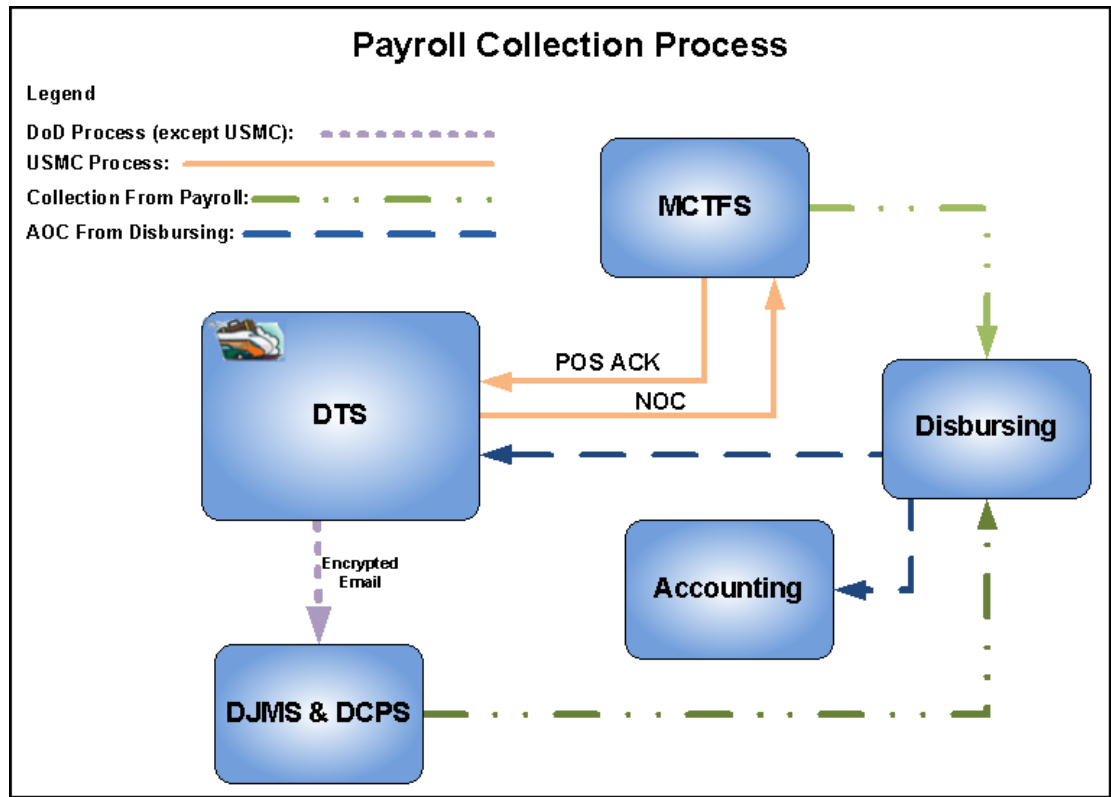 Payroll Collection Process
Legend
DoD Process (except USMC):
USMC Process:
Collection From Payroll:
AOC From Disbursing:
MCTFS
POS ACK
NOC
DTS
Disbursing
Encrypted
Email
Accounting
DJMS & DCPS